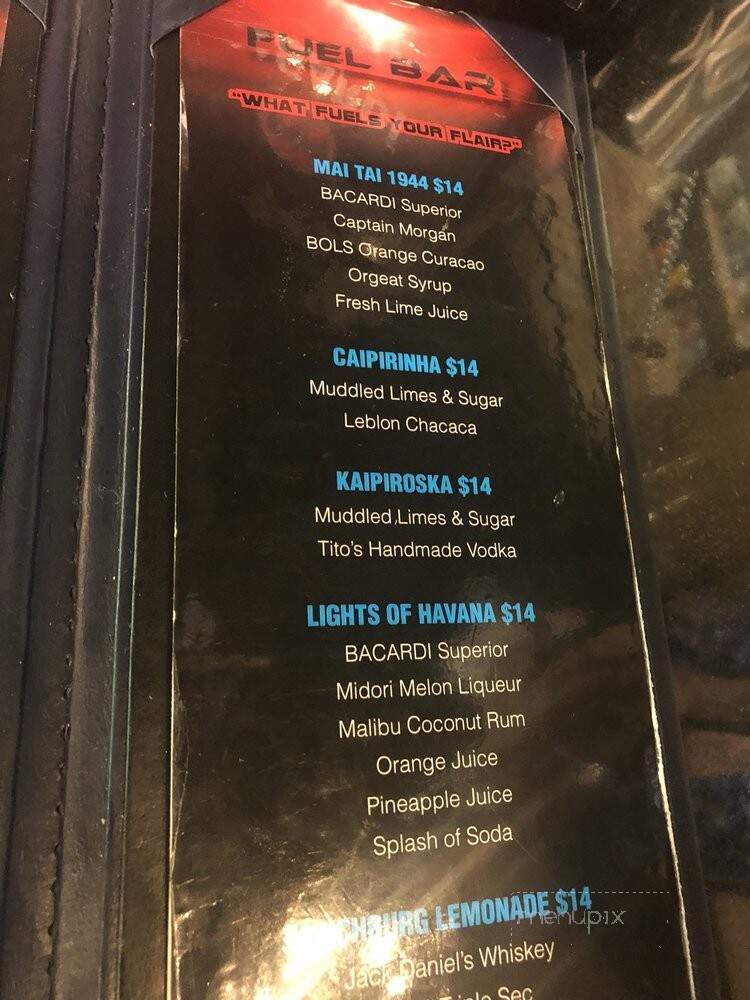 FUEL BAR
"WHAT FUELS YOUR FLAIR?"
MAI TAI 1944 $14
BACARDI Superior
Captain Morgan
BOLS Orange Curacao
Orgeat Syrup
Fresh Lime Juice
CAIPIRINHA $14
Muddled Limes & Sugar
Leblon Chacaca
KAIPIROSKA $14
Muddled Limes & Sugar
Tito's Handmade Vodka
LIGHTS OF HAVANA $14
BACARDI Superior
Midori Melon Liqueur
Malibu Coconut Rum
Orange Juice
Pineapple Juice
Splash of Soda
LEMONADE $14
menupix
Jack Daniel's Whiskey
Triple Sec